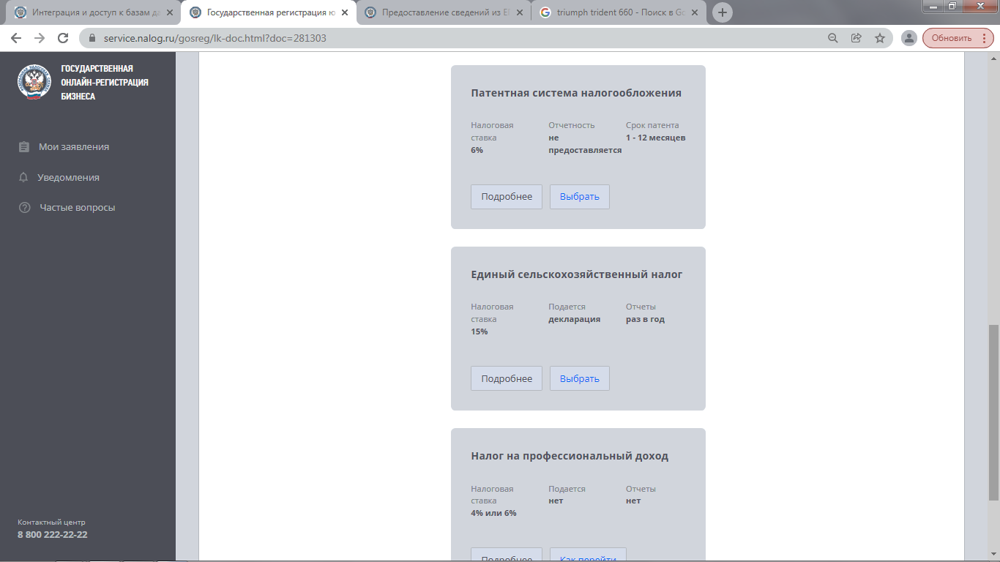 Интеграция и доступ к базам да
Государственная регистрация ю
Предоставление сведений из Е
triumph trident 660 - Поиск в Go
service.nalog.ru/gosreg/lk-doc.html?doc=281303
Обновить
ГОСУДАРСТВЕННАЯ
ОНЛАЙН-РЕГИСТРАЦИЯ
БИЗНЕСА
Мои заявления
Уведомления
Частые вопросы
Контактный центр
8 800 222-22-22
Патентная система налогообложения
Налоговая
ставка
6%
Отчетность
не
предоставляется
Срок патента
1 - 12 месяцев
Подробнее
Выбрать
Единый сельскохозяйственный налог
Налоговая
ставка
15%
Подается
декларация
Отчеты
раз в год
Подробнее
Выбрать
Налог на профессиональный доход
Налоговая
ставка
4% или 6%
Подается
нет
Отчеты
нет
Подробнее
Как перейти